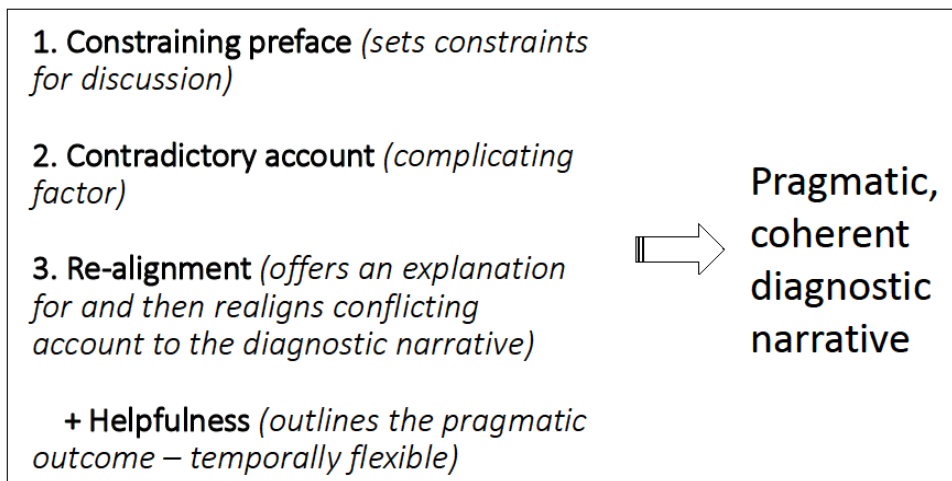 1. Constraining preface (sets constraints
for discussion)
2. Contradictory account (complicating
factor)
3. Re-alignment (offers an explanation
for and then realigns conflicting
account to the diagnostic narrative)
+ Helpfulness (outlines the pragmatic
outcome – temporally flexible)
Pragmatic,
coherent
diagnostic
narrative